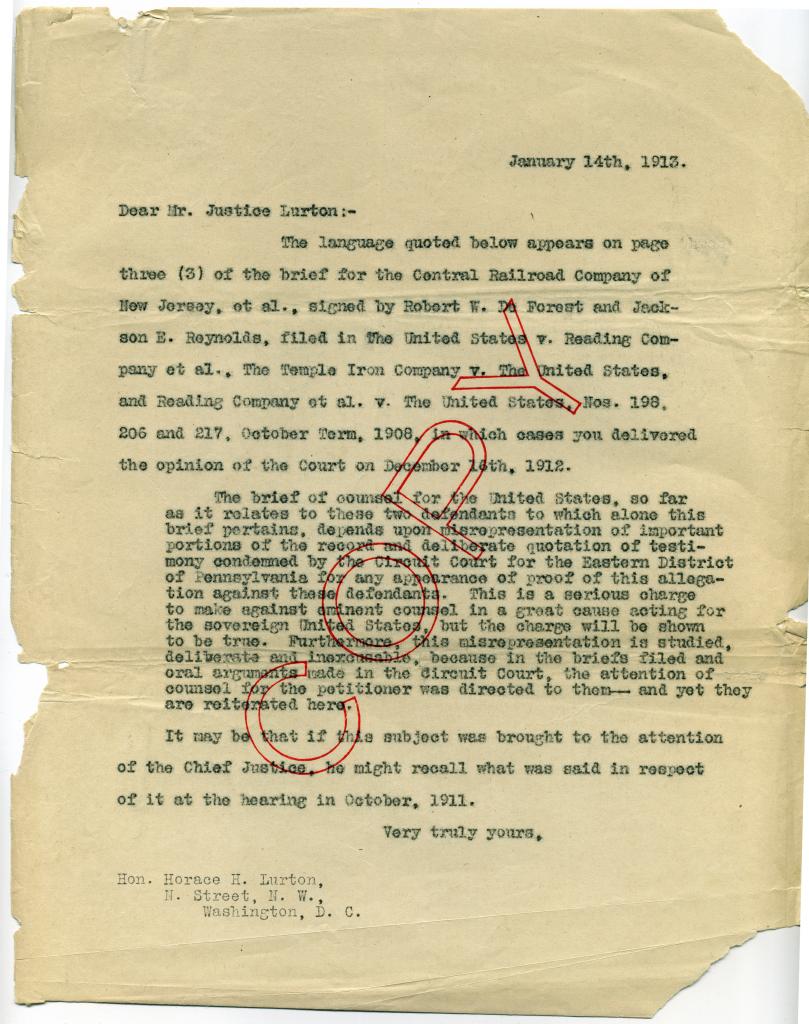 January 14th, 1913.
Dear Mr. Justice Lurton:-
The language quoted below appears on page
three (3) of the brief for the Central Railroad Company of
New Jersey, et al., signed by Robert W. De Forest and Jack-
son E. Reynolds, filed in The United States v. Reading Com-
pany et al., The Temple Iron Company v. The United States,
and Reading Company et al. v. The United States, Nos. 198,
206 and 217, October Term, 1908, in which cases you delivered
the opinion of the Court on December 16th, 1912.
The brief of counsel for the United States, so far
as it relates to these two defendants to which alone this
brief pertains, depends upon misrepresentation of important
portions of the record and deliberate quotation of testi-
mony condemned by the Circuit Court for the Eastern District
of Pennsylvania for any appearance of proof of this allega-
tion against these defendants. This is a serious charge
to make against eminent counsel in a great cause acting for
the sovereign United States, but the charge will be shown
to be true. Furthermore, this misrepresentation is studied,
deliberate and inexcusable, because in the briefs filed and
oral arguments made in the Circuit Court, the attention of
counsel for the petitioner was directed to them— and yet they
are reiterated here.
It may be that if this subject was brought to the attention
of the Chief Justice, he might recall what was said in respect
of it at the hearing in October, 1911.
Very truly yours,
Hon. Horace H. Lurton,
N. Street, N. W.,
Washington, D. C.
COPY